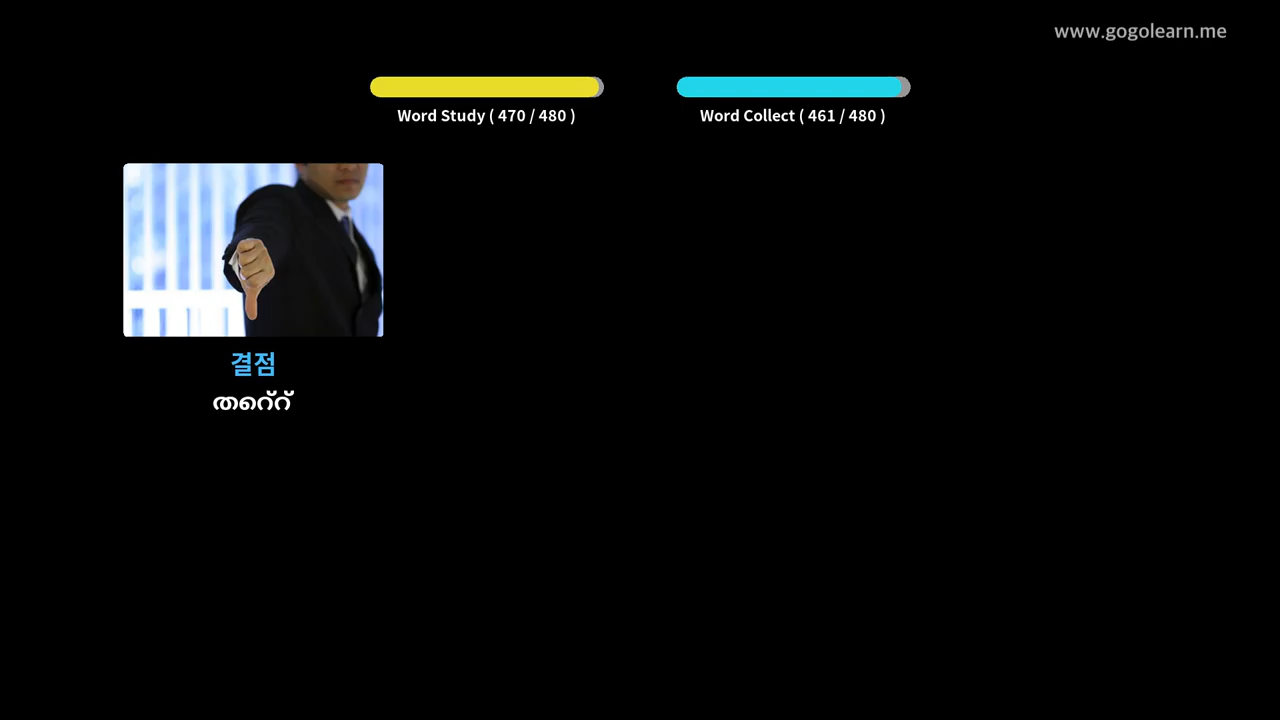 www.gogolearn.me
Word Study ( 470 / 480 )
Word Collect ( 461 / 480 )
결점
തെറ്റ്